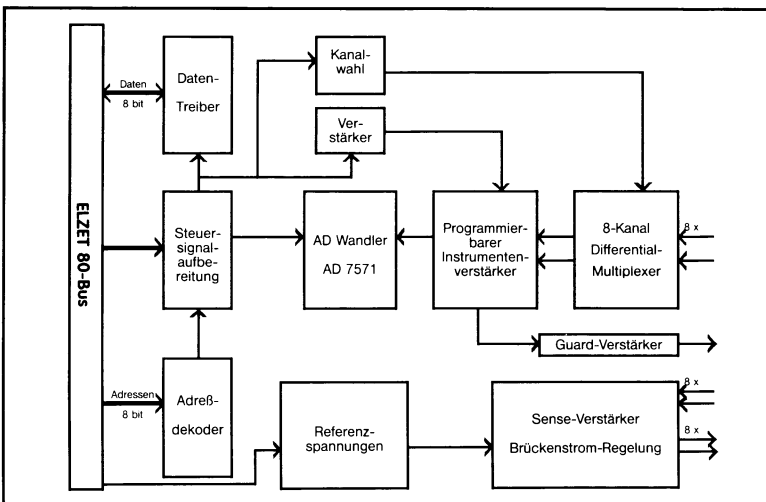 ELZET 80-Bus
Daten
8 bit
Daten-
Treiber
Kanal-
wahl
Ver-
stärker
Steuer-
signal-
aufbe-
reitung
AD Wandler
AD 7571
Programmier-
barer
Instrumenten-
verstärker
8-Kanal
Differential-
Multiplexer
8 x
Guard-Verstärker
Adressen
8 bit
Adreß-
dekoder
Referenz-
spannungen
Sense-Verstärker
Brückenstrom-Regelung
8 x
8 x